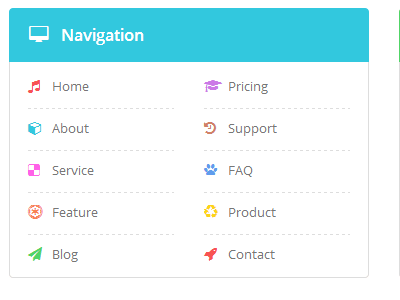 Navigation
Home
Pricing
About
Support
Service
FAQ
Feature
Product
Blog
Contact